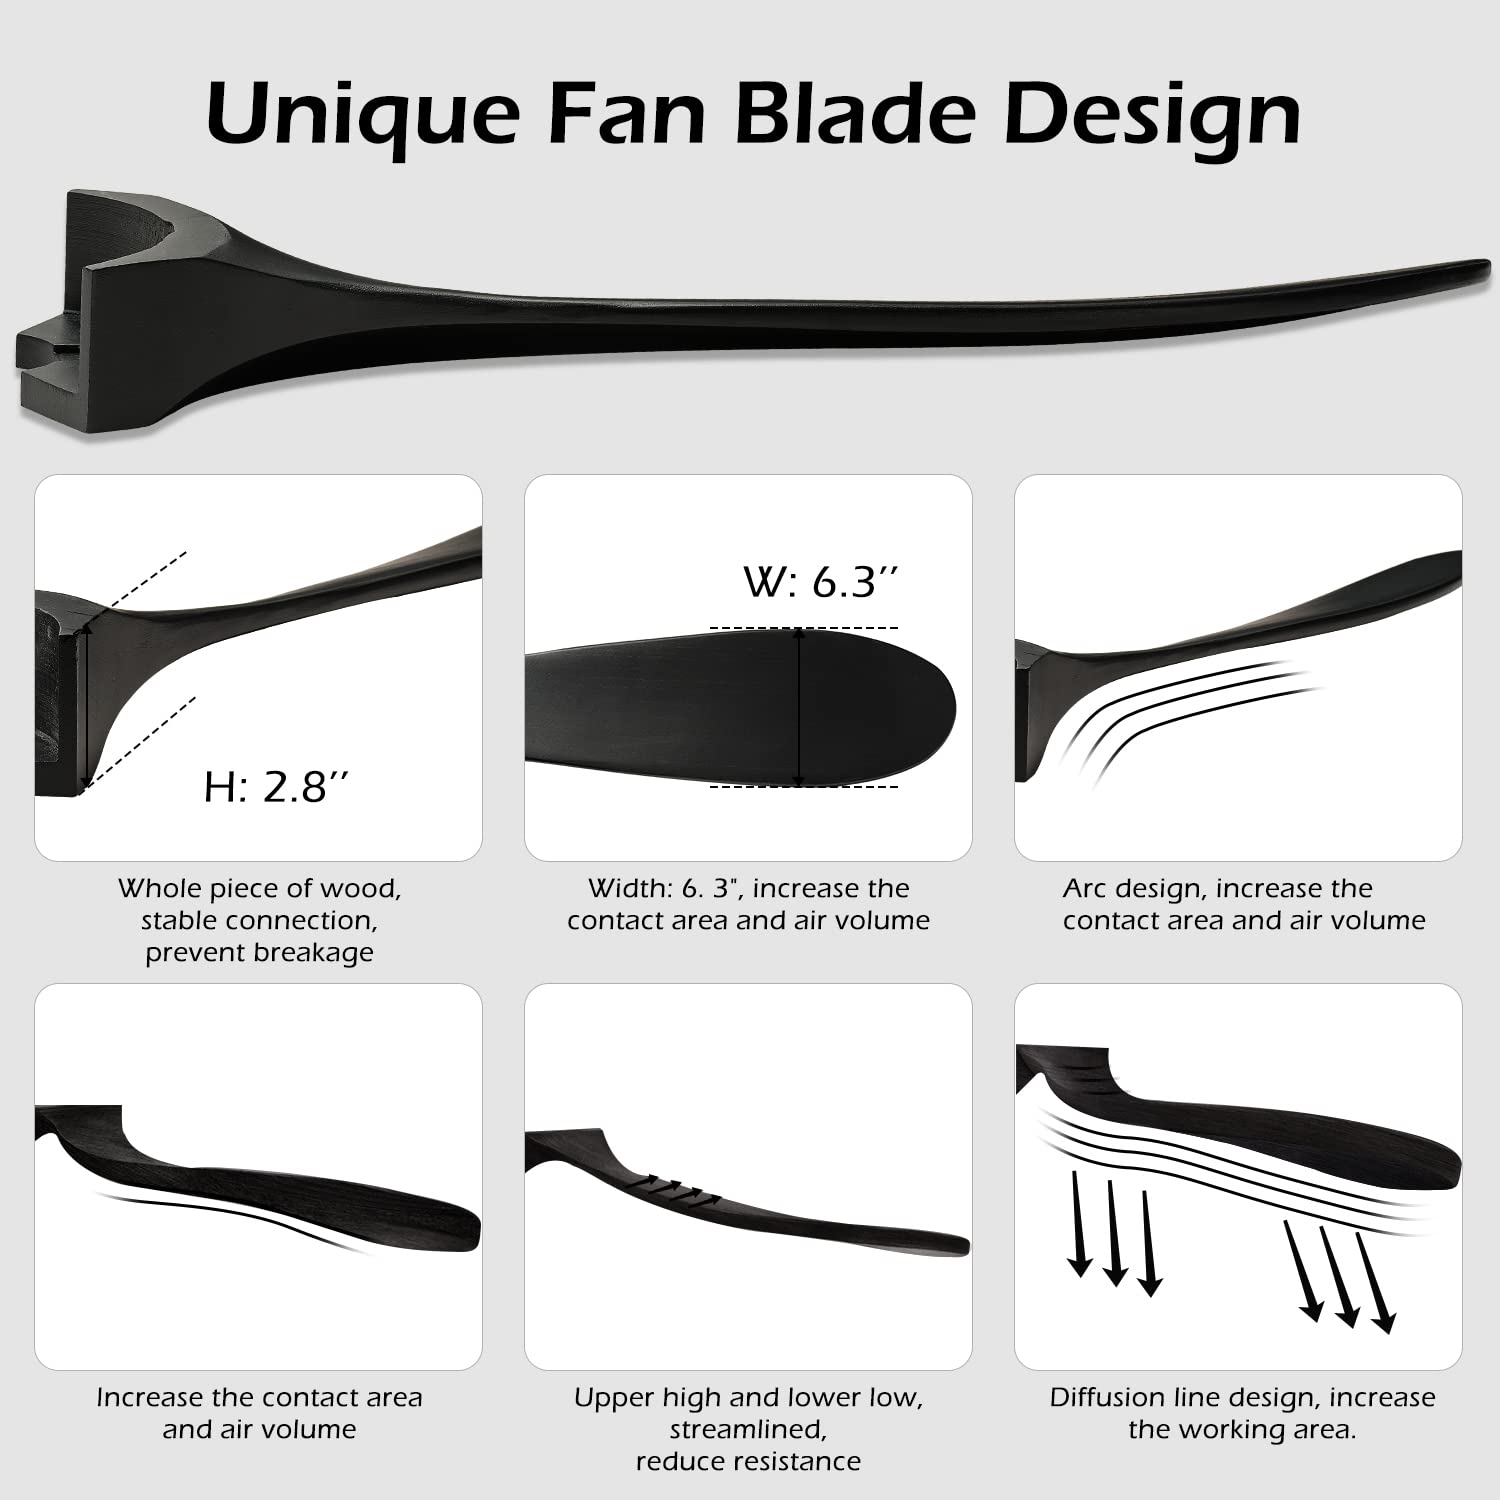 Unique Fan Blade Design
H: 2.8’’
W: 6.3’’
Whole piece of wood,
stable connection,
prevent breakage
Width: 6. 3", increase the
contact area and air volume
Arc design, increase the
contact area and air volume
Increase the contact area
and air volume
Upper high and lower low,
streamlined,
reduce resistance
Diffusion line design, increase
the working area.